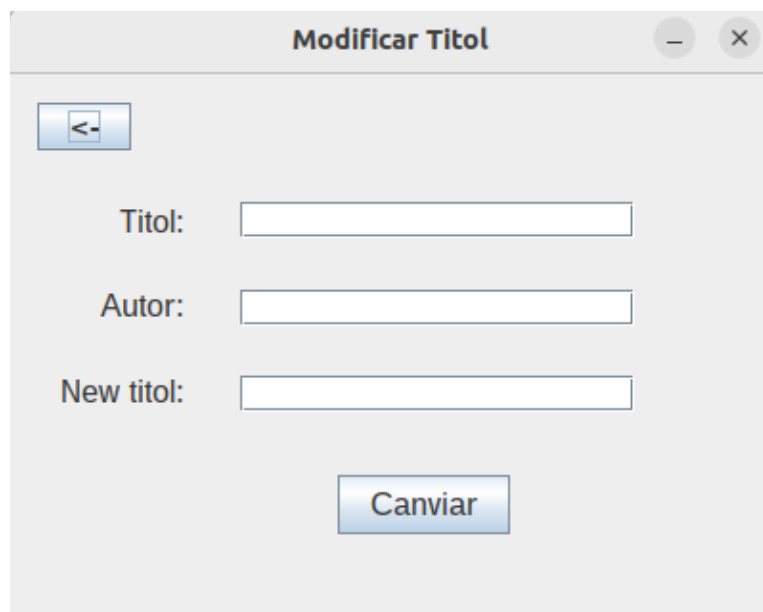 Modificar Titol
<-
Titol:
Autor:
New titol:
Canviar